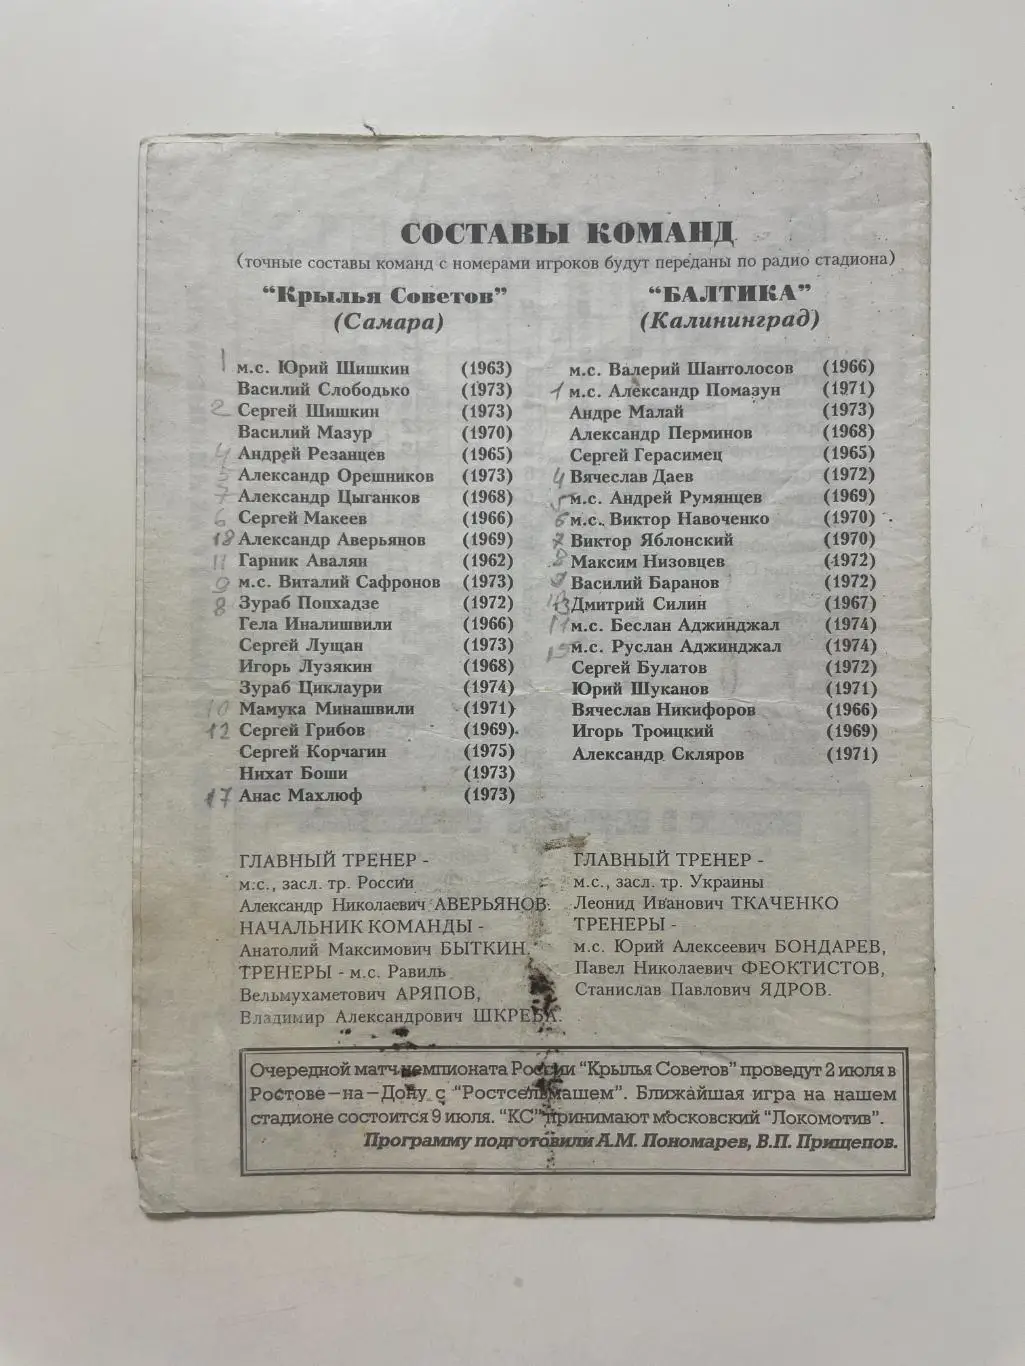 СОСТАВЫ КОМАНД
(точные составы команд с номерами игроков будут переданы по радио стадиона)
“Крылья Советов”
(Самара)
1 м.с. Юрий Шишкин (1963)
Василий Слободько (1973)
2 Сергей Шишкин (1973)
Василий Мазур (1970)
4 Андрей Резанцев (1965)
5 Александр Орешников (1973)
7 Александр Цыганков (1968)
6 Сергей Макеев (1966)
18 Александр Аверьянов (1969)
11 Гарник Авалян (1962)
9 м.с. Виталий Сафронов (1973)
8 Зураб Попхадзе (1972)
Гела Иналишвили (1966)
Сергей Лущан (1973)
Игорь Лузякин (1968)
Зураб Циклаури (1974)
10 Мамука Минашвили (1971)
12 Сергей Грибов (1969)
Сергей Корчагин (1975)
Нихат Боши (1973)
17 Анас Махлюф (1973)
ГЛАВНЫЙ ТРЕНЕР -
м.с., засл. тр. России
Александр Николаевич АВЕРЬЯНОВ.
НАЧАЛЬНИК КОМАНДЫ -
Анатолий Максимович БЫТКИН.
ТРЕНЕРЫ - м.с. Равиль
Вельмухаметович АРЯПОВ,
Владимир Александрович ШКРЕБА.
“БАЛТИКА”
(Калининград)
м.с. Валерий Шантолосов (1966)
1 м.с. Александр Помазун (1971)
Андре Малай (1973)
Александр Перминов (1968)
Сергей Герасимец (1965)
4 Вячеслав Даев (1972)
5 м.с. Андрей Румянцев (1969)
6 м.с. Виктор Навоченко (1970)
7 Виктор Яблонский (1970)
8 Максим Низовцев (1972)
9 Василий Баранов (1972)
Дмитрий Силин (1967)
11 м.с. Беслан Аджинджал (1974)
м.с. Руслан Аджинджал (1974)
Сергей Булатов (1972)
Юрий Шуканов (1971)
Вячеслав Никифоров (1966)
Игорь Троицкий (1969)
Александр Скляров (1971)
ГЛАВНЫЙ ТРЕНЕР -
м.с., засл. тр. Украины
Леонид Иванович ТКАЧЕНКО
ТРЕНЕРЫ -
м.с. Юрий Алексеевич БОНДАРЕВ,
Павел Николаевич ФЕОКТИСТОВ,
Станислав Павлович ЯДРОВ.
Очередной матч чемпионата России “Крылья Советов” проведут 2 июля в
Ростове—на—Дону с “Ростсельмашем”. Ближайшая игра на нашем
стадионе состоится 9 июля. “КС” принимают московский “Локомотив”.
Программу подготовили А.М. Пономарев, В.П. Прищепов.